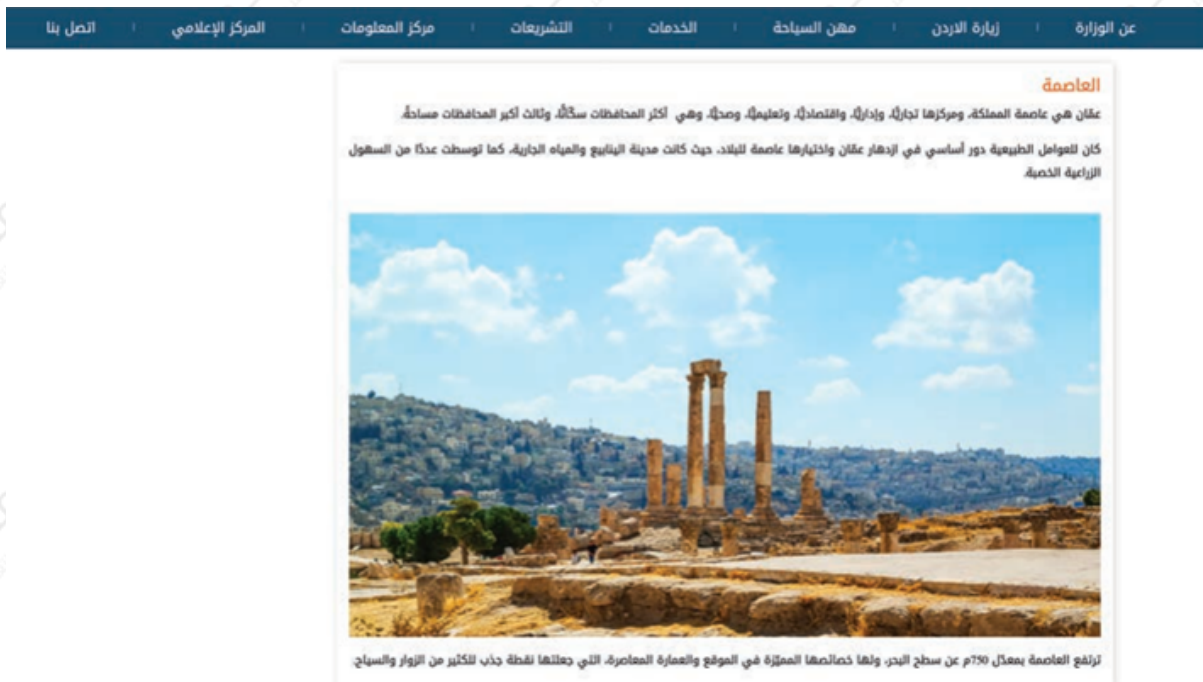 عن الوزارة | زيارة الاردن | مهن السياحة | الخدمات | التشريعات | مركز المعلومات | المركز الإعلامي | اتصل بنا
العاصمة
عمّان هي عاصمة المملكة، ومركزها تجاريًّا، وإداريًّا، واقتصاديًّا، وتعليميًّا، وصحيًّا، وهي أكثر المحافظات سكّانًا، وثالث أكبر المحافظات مساحةً.
كان للعوامل الطبيعية دور أساسي في ازدهار عمّان واختيارها عاصمة للبلاد، حيث كانت مدينة الينابيع والمياه الجارية، كما توسطت عددًا من السهول
الزراعية الخصبة.
ترتفع العاصمة بمعدّل 750م عن سطح البحر، ولها خصائصها المميّزة في الموقع والعمارة المعاصرة، التي جعلتها نقطة جذب للكثير من الزوار والسياح.